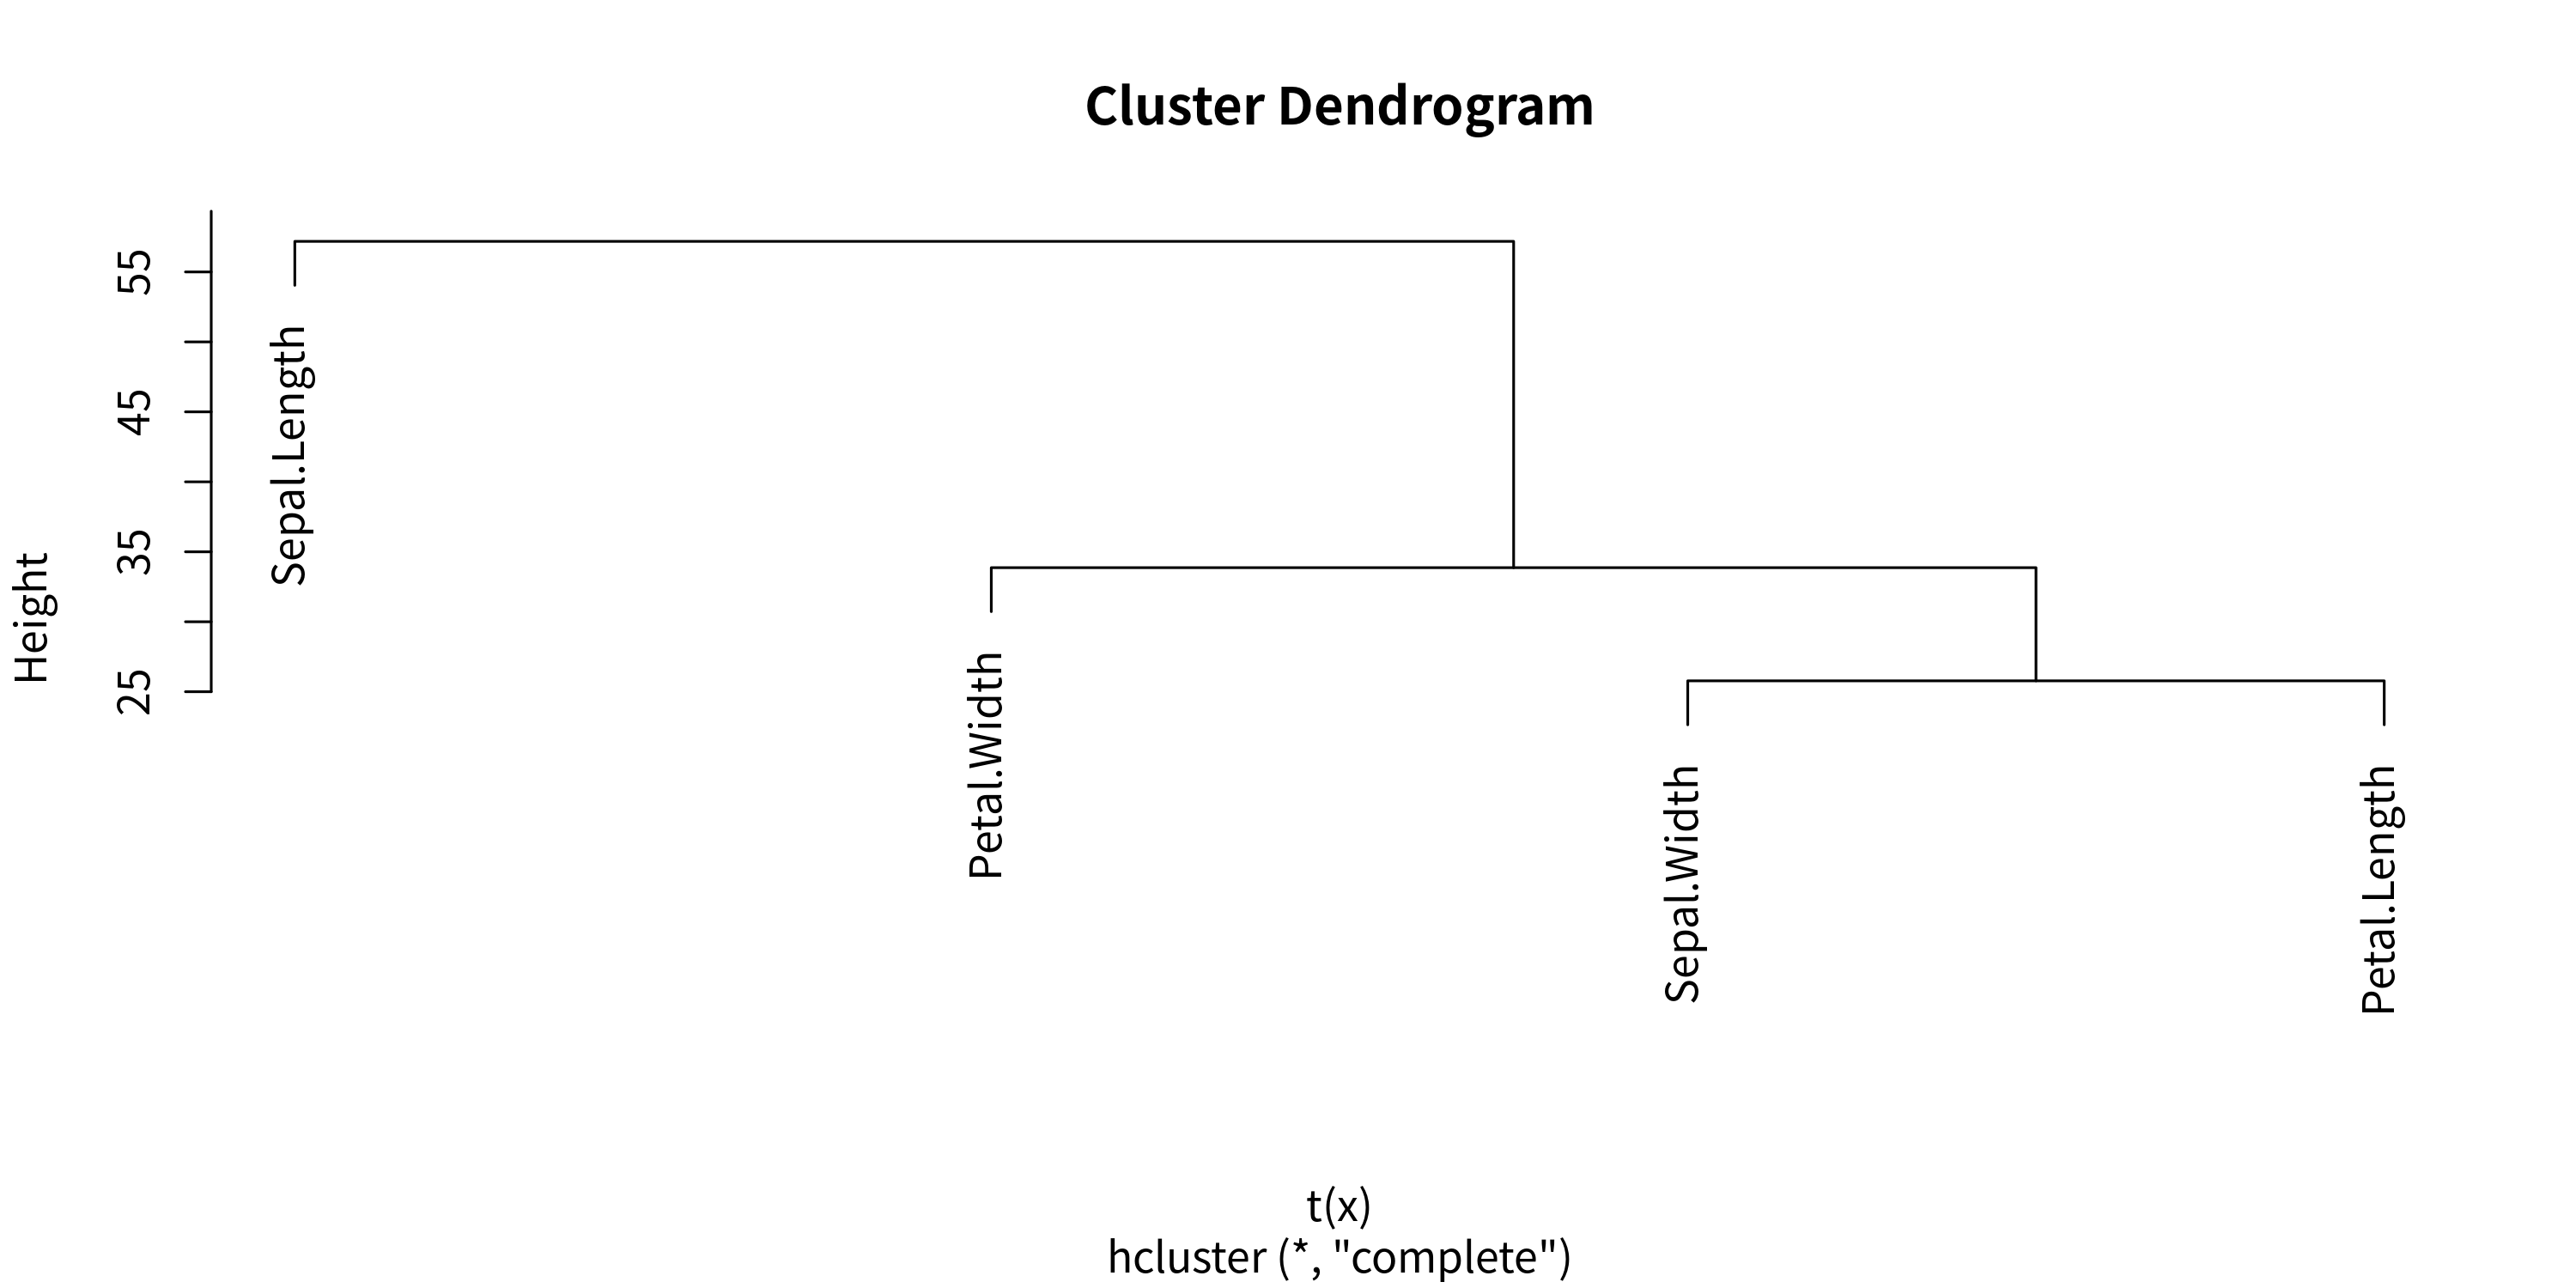 Cluster Dendrogram
Height
55
45
35
25
Sepal.Length
Petal.Width
Sepal.Width
Petal.Length
t(x)
hcluster (*, "complete")